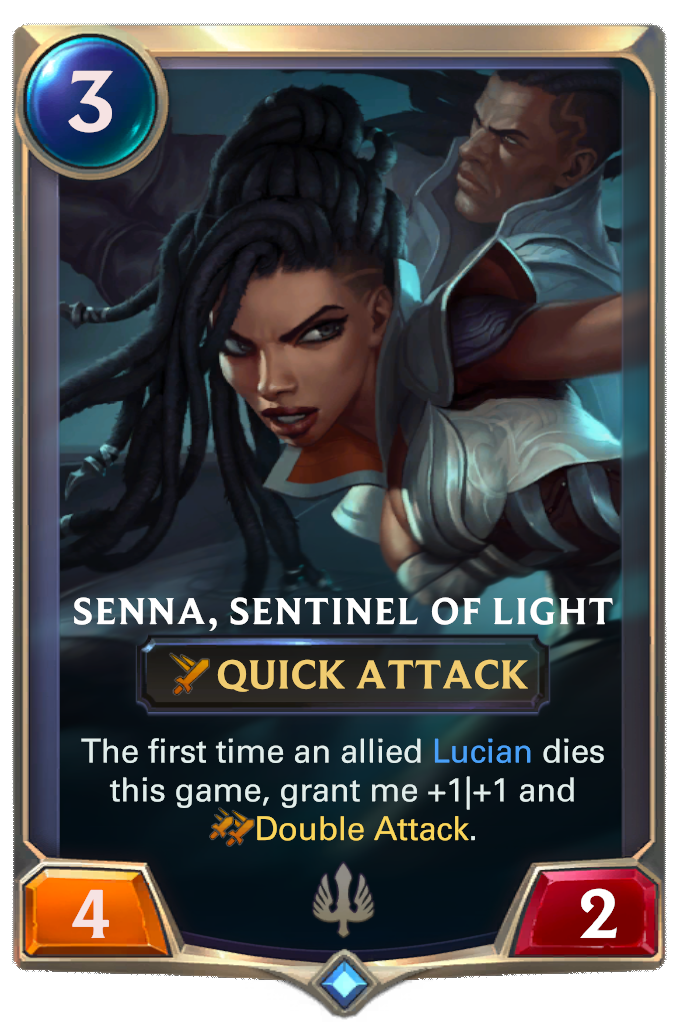 3
SENNA, SENTINEL OF LIGHT
QUICK ATTACK
The first time an allied Lucian dies
this game, grant me +1|+1 and
Double Attack.
4
2